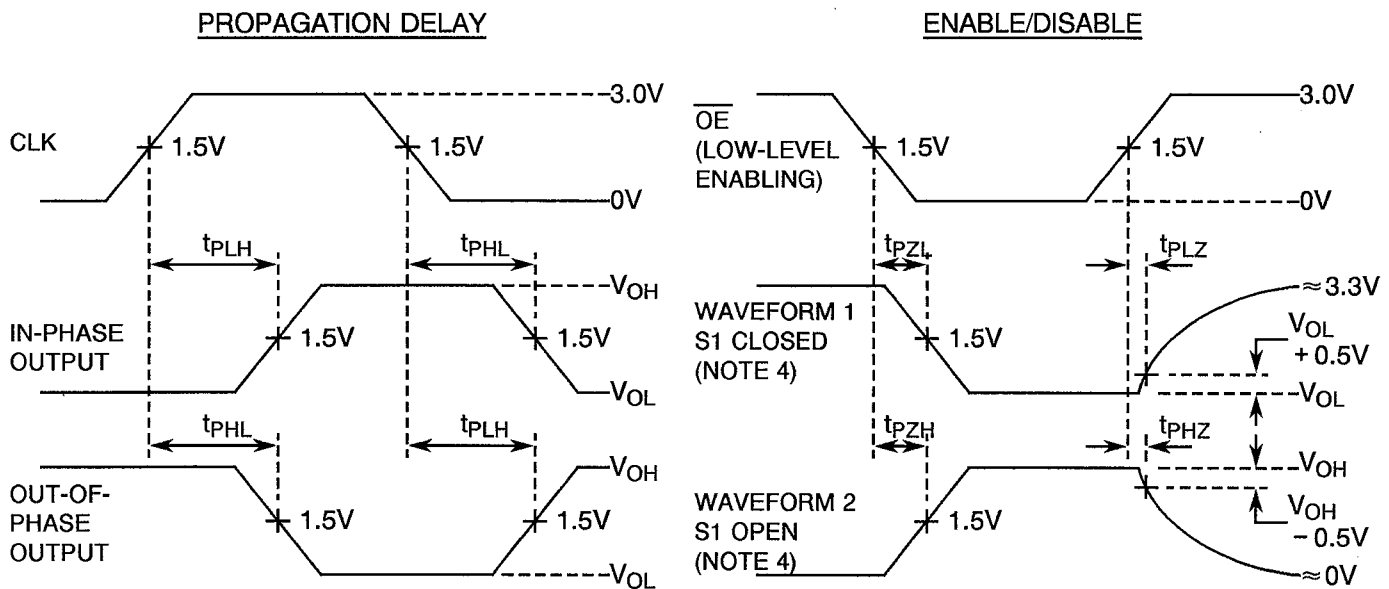 PROPAGATION DELAY
CLK
1.5V
1.5V
3.0V
0V
tPLH
tPHL
IN-PHASE
OUTPUT
1.5V
1.5V
VOH
VOL
tPHL
tPLH
OUT-OF-
PHASE
OUTPUT
1.5V
1.5V
VOH
VOL
ENABLE/DISABLE
OE
(LOW-LEVEL
ENABLING)
1.5V
1.5V
3.0V
0V
tPZL
tPLZ
WAVEFORM 1
S1 CLOSED
(NOTE 4)
1.5V
≈3.3V
VOL
+ 0.5V
VOL
tPZH
tPHZ
WAVEFORM 2
S1 OPEN
(NOTE 4)
1.5V
VOH
VOH
− 0.5V
≈0V